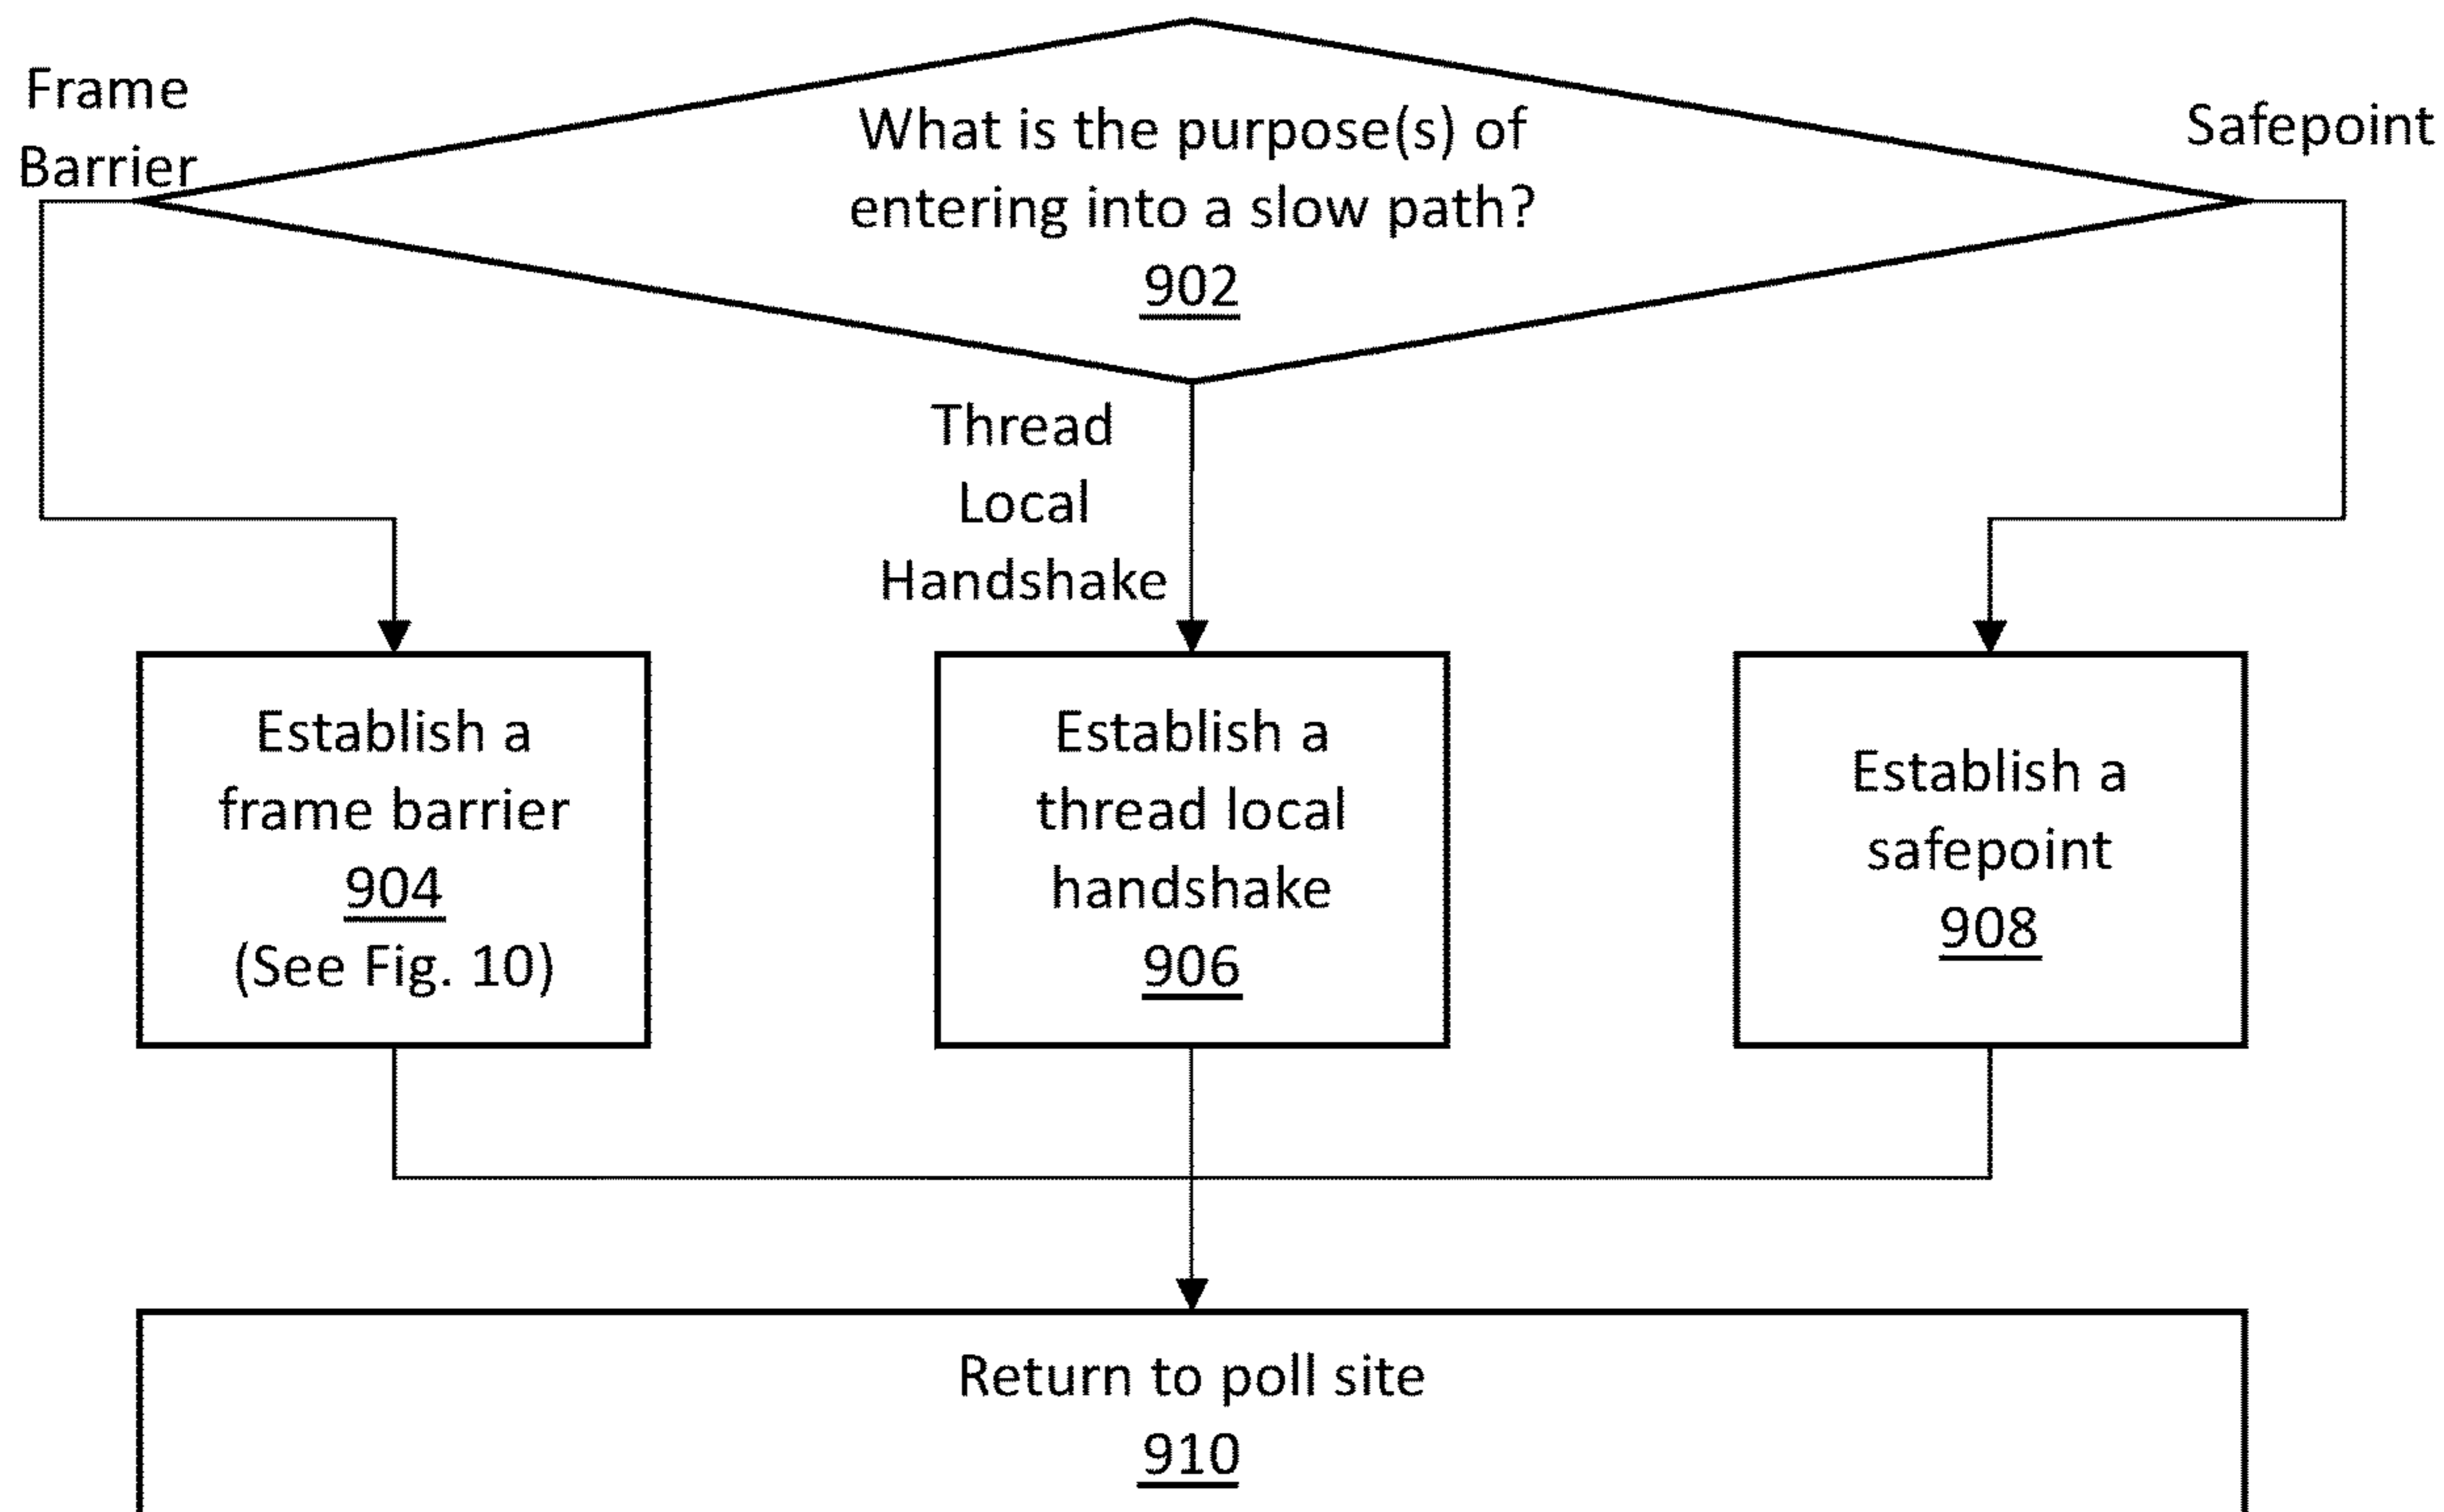 Frame
Barrier
What is the purpose(s) of
entering into a slow path?
902
Safepoint
Thread
Local
Handshake
Establish a
frame barrier
904
(See Fig. 10)
Establish a
thread local
handshake
906
Establish a
safepoint
908
Return to poll site
910